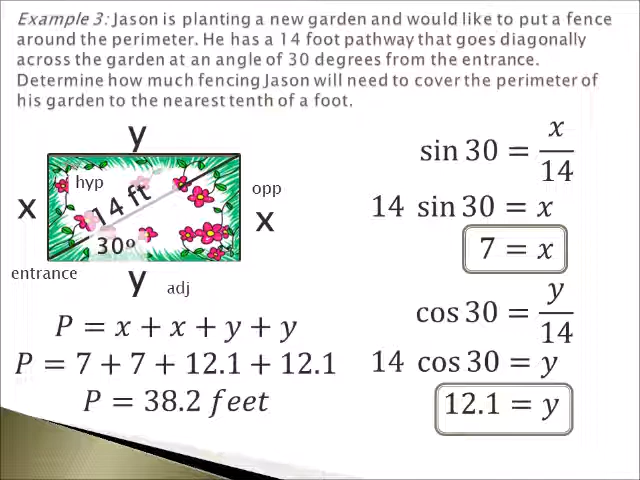 Example 3: Jason is planting a new garden and would like to put a fence
around the perimeter. He has a 14 foot pathway that goes diagonally
across the garden at an angle of 30 degrees from the entrance.
Determine how much fencing Jason will need to cover the perimeter of
his garden to the nearest tenth of a foot.
y
hyp
14 ft
opp
x
x
30º
entrance
y
adj
P = x + x + y + y
P = 7 + 7 + 12.1 + 12.1
P = 38.2 feet
sin 30 = x/14
14 sin 30 = x
7 = x
cos 30 = y/14
14 cos 30 = y
12.1 = y